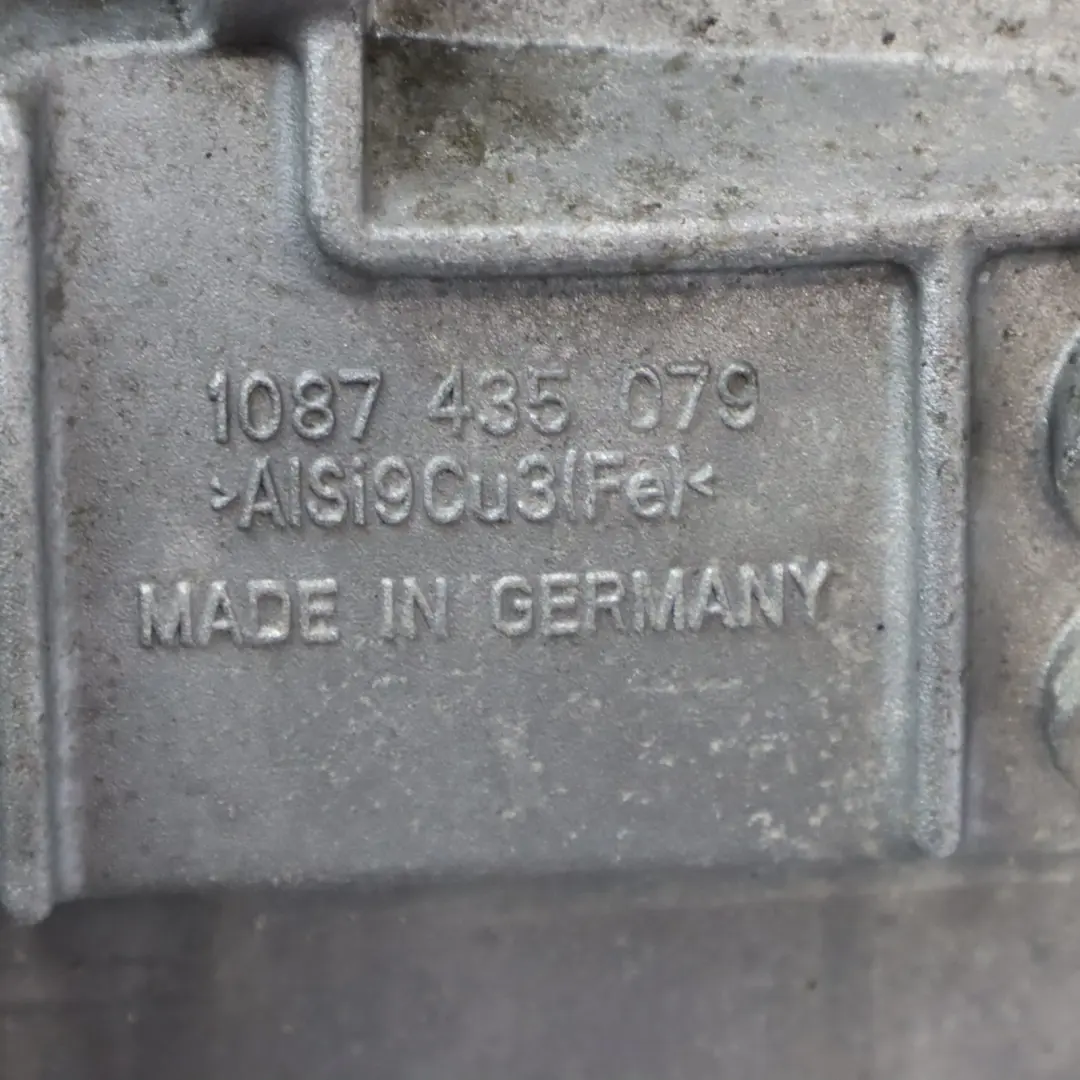 1087 435 079
>AlSi9Cu3(Fe)<
MADE IN GERMANY